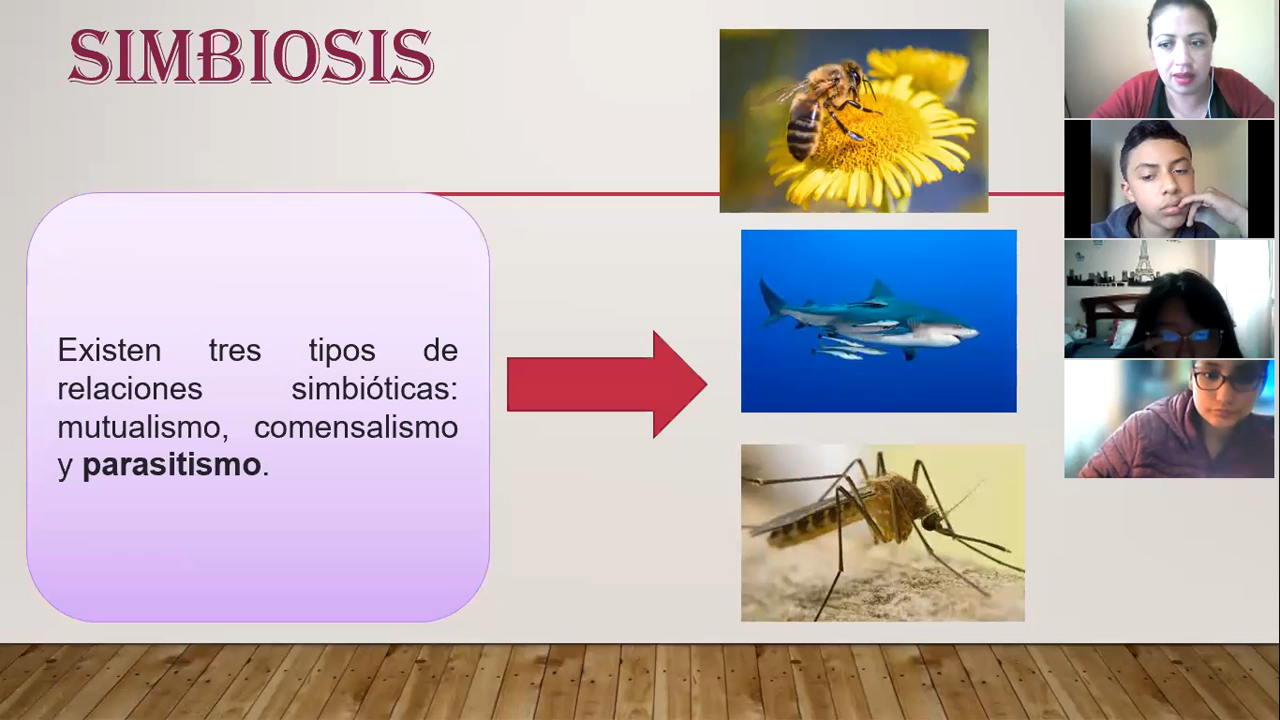 SIMBIOSIS
Existen tres tipos de
relaciones simbióticas:
mutualismo, comensalismo
y parasitismo.